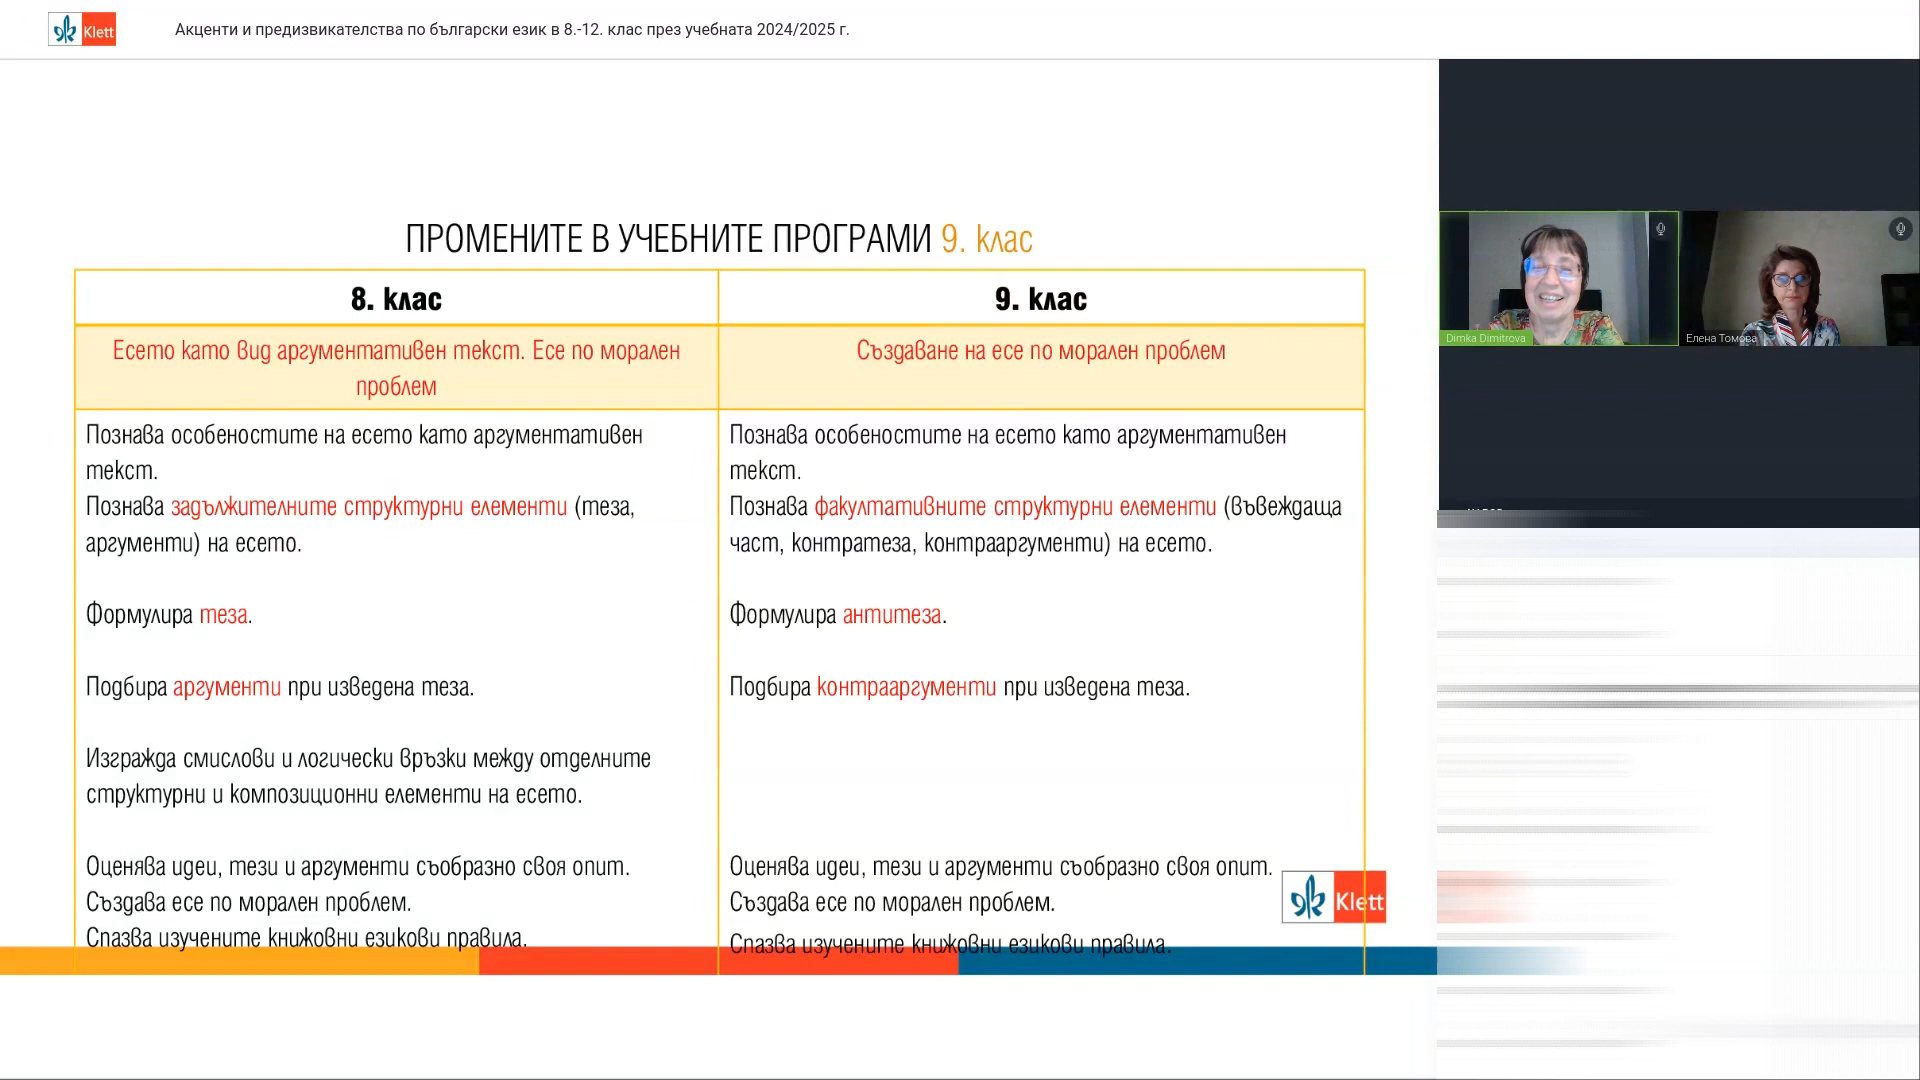 Klett
Акценти и предизвикателства по български език в 8.-12. клас през учебната 2024/2025 г.
ПРОМЕНИТЕ В УЧЕБНИТЕ ПРОГРАМИ 9. клас
8. клас
9. клас
Есето като вид аргументативен текст. Есе по морален
проблем
Създаване на есе по морален проблем
Познава особеностите на есето като аргументативен
текст.
Познава задължителните структурни елементи (теза,
аргументи) на есето.
Формулира теза.
Подбира аргументи при изведена теза.
Изгражда смислови и логически връзки между отделните
структурни и композиционни елементи на есето.
Оценява идеи, тези и аргументи съобразно своя опит.
Създава есе по морален проблем.
Спазва изучените книжовни езикови правила.
Познава особеностите на есето като аргументативен
текст.
Познава факултативните структурни елементи (въвеждаща
част, контратеза, контрааргументи) на есето.
Формулира антитеза.
Подбира контрааргументи при изведена теза.
Оценява идеи, тези и аргументи съобразно своя опит.
Създава есе по морален проблем.
Спазва изучените книжовни езикови правила.
Klett
Dimka Dimitrova
Елена Томова